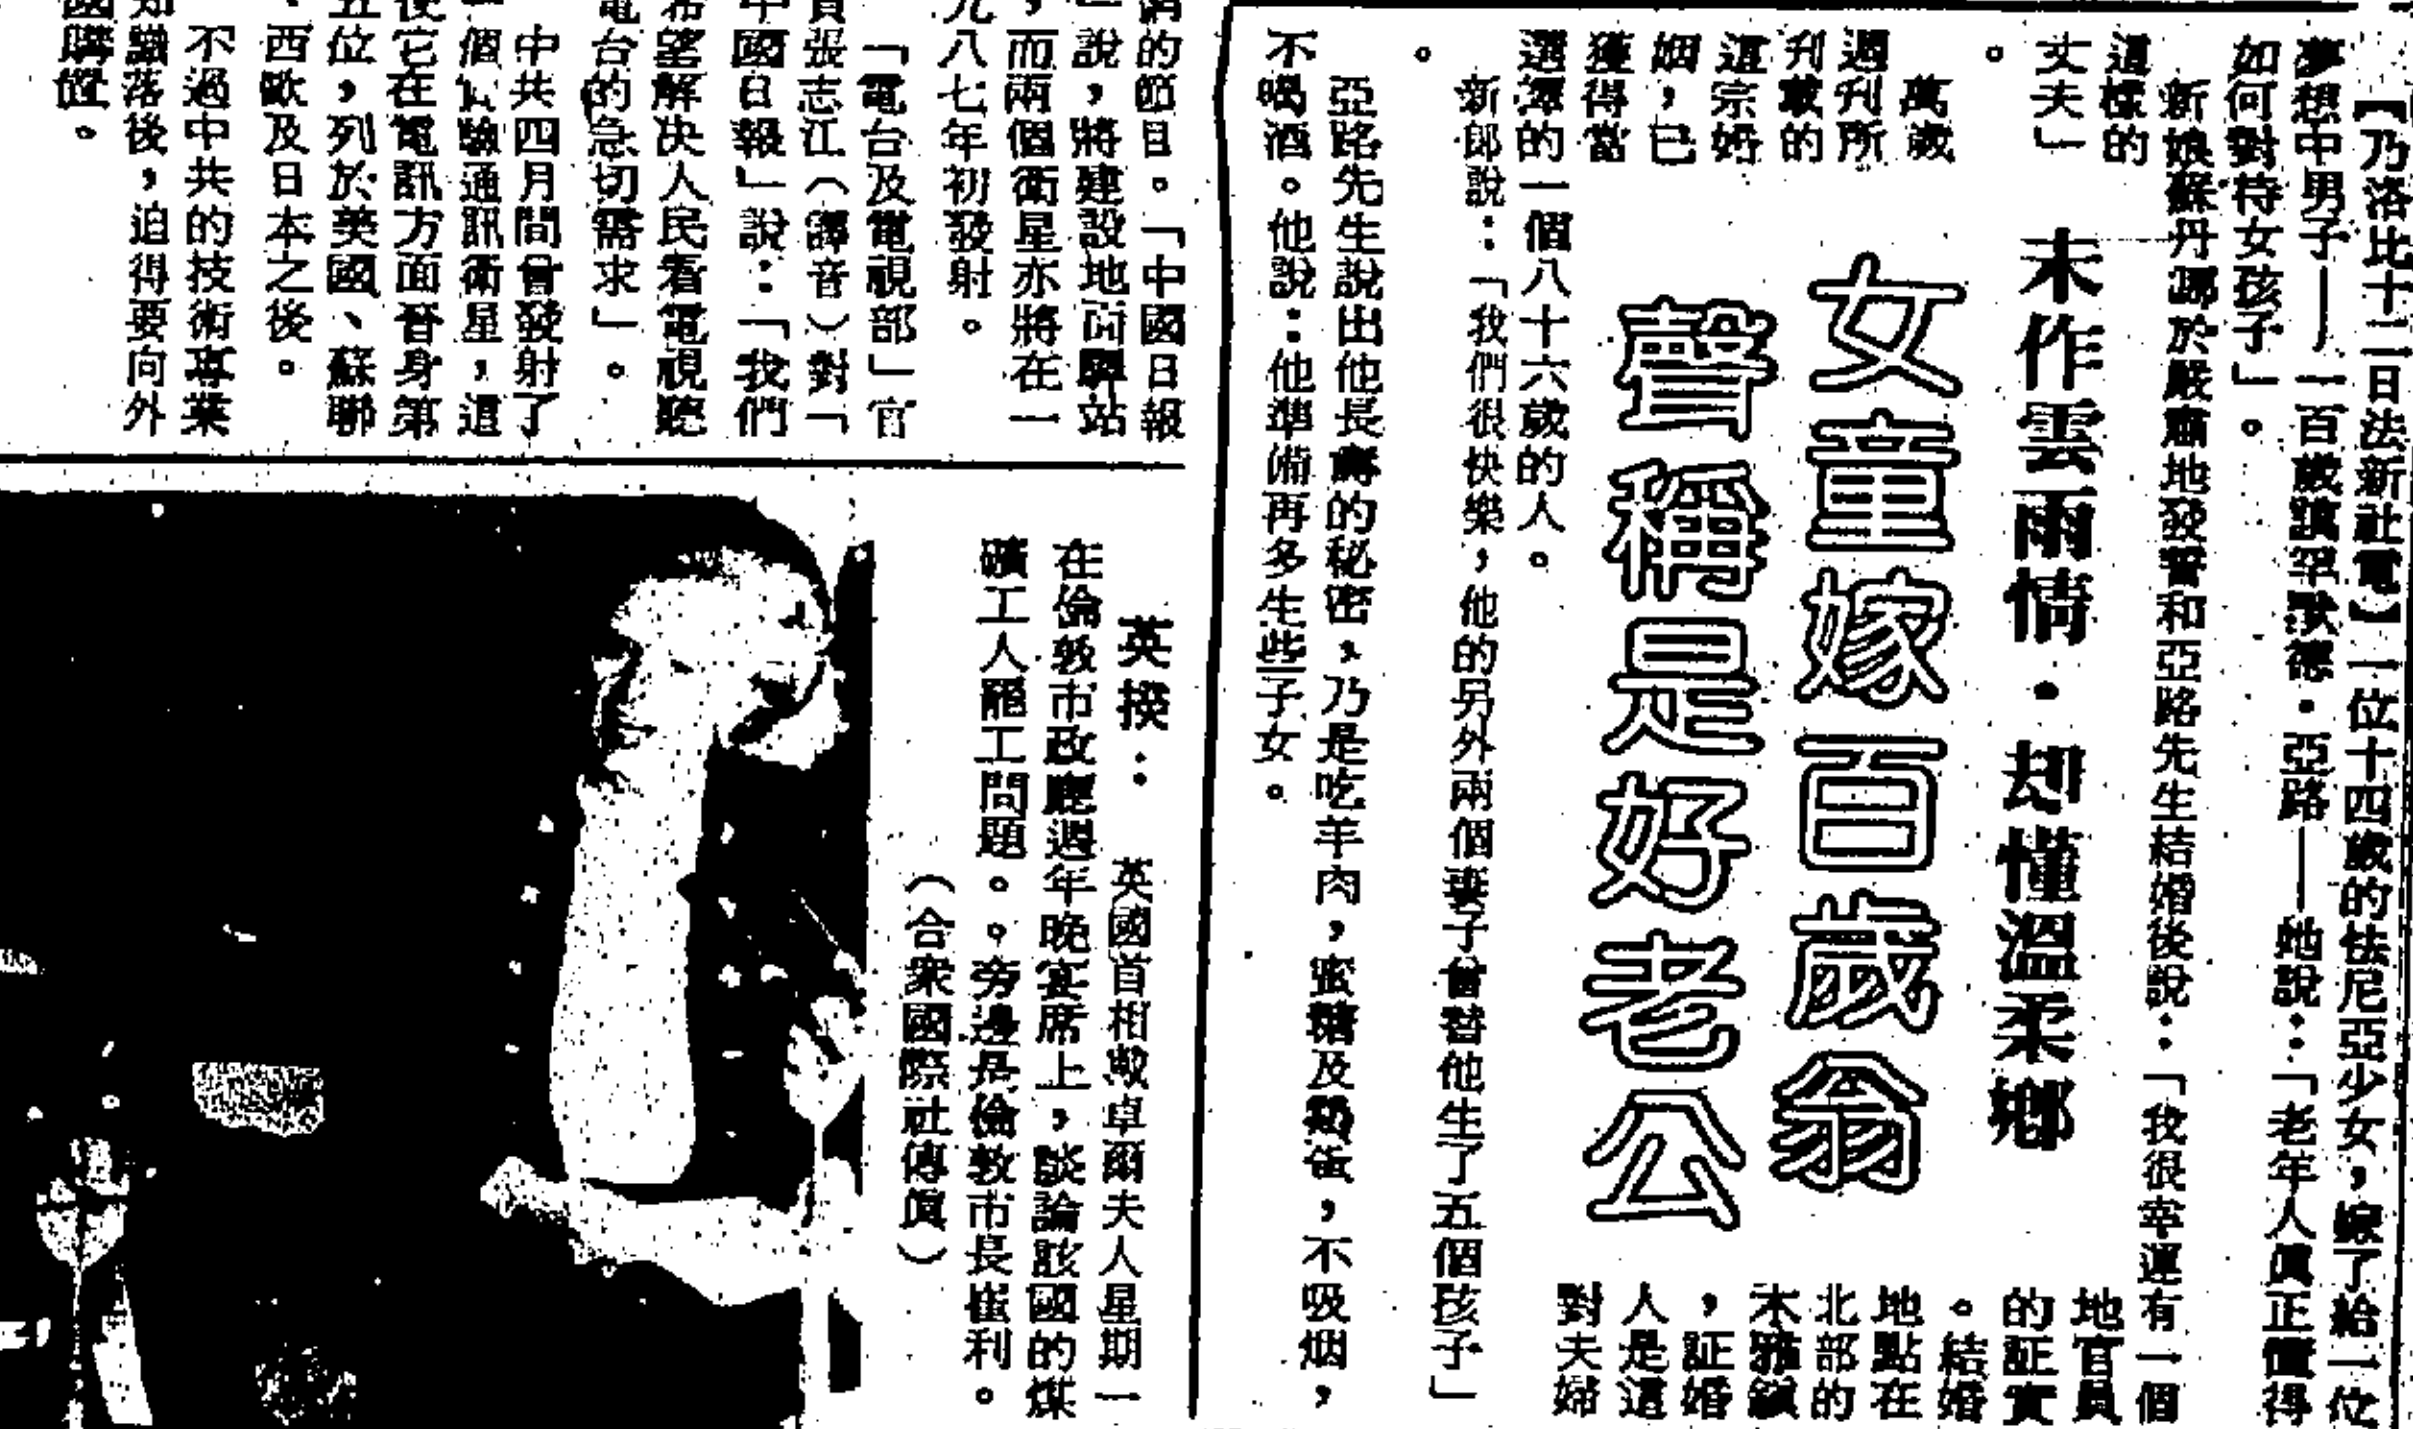 【乃洛比十二日法新社電】一位十四歲的怯尼亞少女，嫁了給一位
夢想中男子——一百歲謨罕默德．亞路——她說：「老年人眞正懂得
如何對待女孩子」。
新娘蘇丹娜於嚴肅地發誓和亞路先生結婚後說：「我很幸運有一個
這樣的
丈夫」
。
未作雲雨情．却懂溫柔鄉
女童嫁百歲翁
聲稱是好老公
萬歲
週刊所
刊載的
這宗婚
姻，已
獲得當
地官員
的証實
。結婚
地點在
北部的
木雅鎮
，証婚
人是這
對夫婦
選擇的一個八十六歲的人。
新郎說：「我們很快樂，他的另外兩個妻子曾替他生了五個孩子」
。
亞路先生說出他長壽的秘密，乃是吃羊肉，蜜糖及鷄蛋，不吸烟，
不喝酒。他說：他準備再多生些子女。
的節目。「中國日報
說，將建設地面驛站
，而兩個衛星亦將在一
九八七年初發射。
「電台及電視部」官
員張志江（譯音）對「
中國日報」說：「我們
希望解决人民看電視聽
電台的急切需求」。
中共四月間曾發射了
一個試驗通訊衛星，這
使它在電訊方面晉身第
五位，列於美國、蘇聯
、西歐及日本之後。
不過中共的技術專業
知識落後，迫得要向外
國購證。
英揆： 英國首相戴卓爾夫人星期一
在倫敦市政廳週年晚宴席上，談論該國的煤
礦工人罷工問題。。旁邊是倫敦市長崔利。
（合衆國際社傳眞）